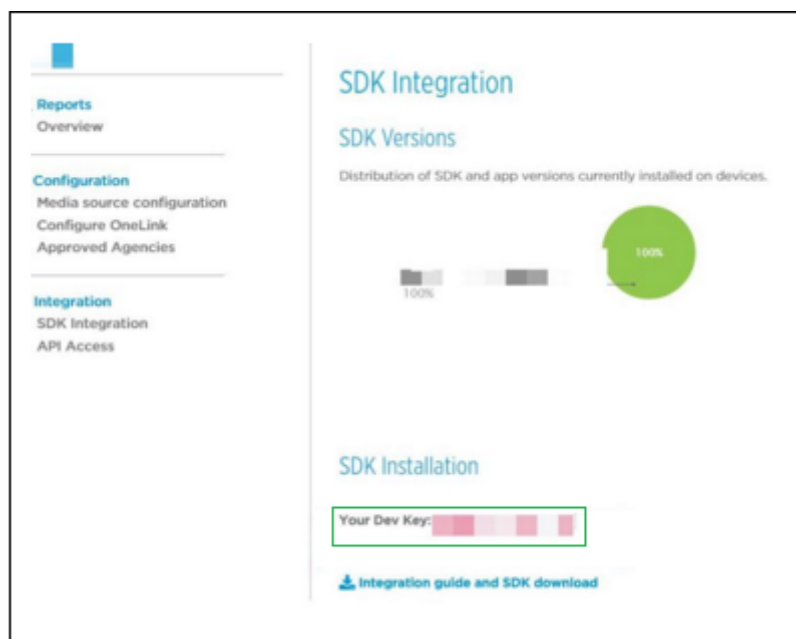 Reports
Overview
Configuration
Media source configuration
Configure OneLink
Approved Agencies
Integration
SDK Integration
API Access
SDK Integration
SDK Versions
Distribution of SDK and app versions currently installed on devices.
100%
100%
SDK Installation
Your Dev Key:
Integration guide and SDK download